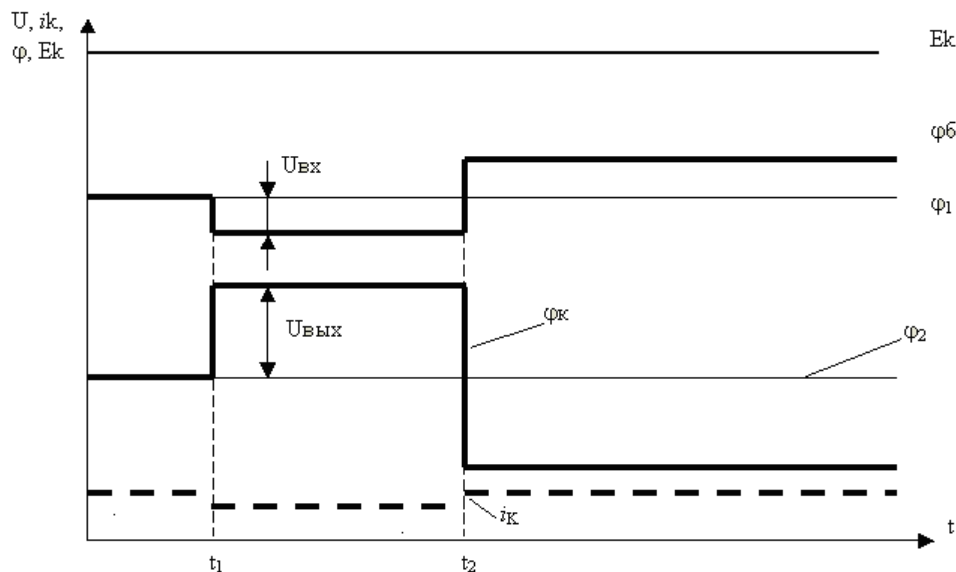 U, ik,
φ, Ek
Ek
φб
Uвх
φ1
φк
Uвых
φ2
iк
t
t1
t2